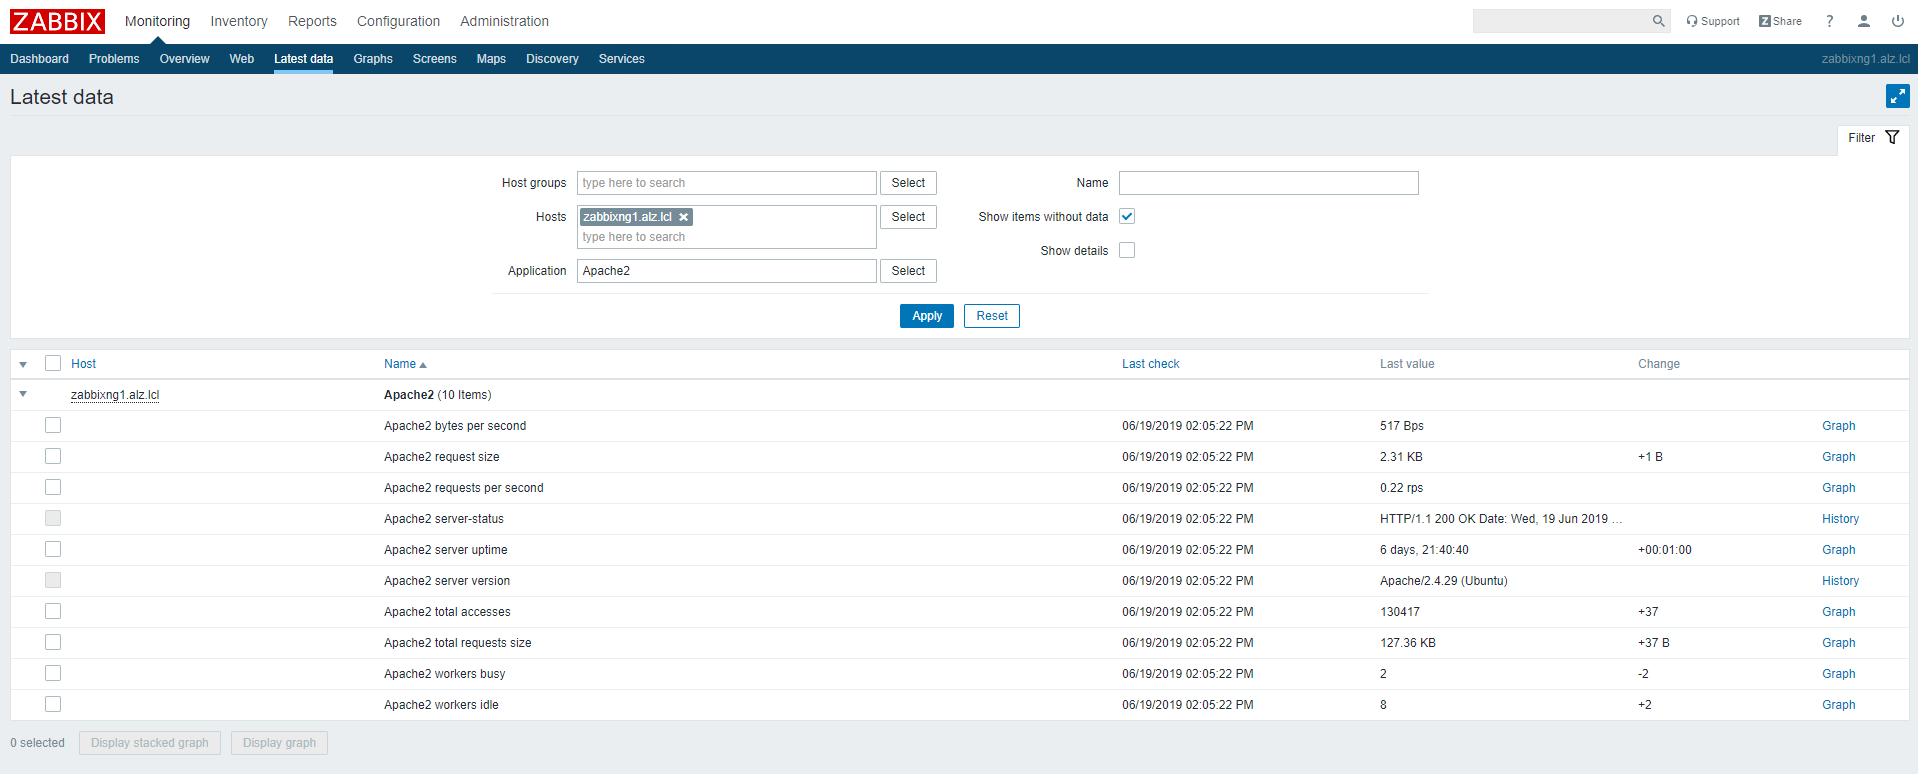 ZABBIX Monitoring Inventory Reports Configuration Administration Support Z Share ?
Dashboard Problems Overview Web Latest data Graphs Screens Maps Discovery Services zabbixng1.alz.lcl
Latest data
Filter
Host groups type here to search Select Name
Hosts zabbixng1.alz.lcl Select Show items without data
type here to search
Show details
Application Apache2 Select
Apply Reset
Host Name Last check Last value Change
zabbixng1.alz.lcl Apache2 (10 Items)
Apache2 bytes per second 06/19/2019 02:05:22 PM 517 Bps Graph
Apache2 request size 06/19/2019 02:05:22 PM 2.31 KB +1 B Graph
Apache2 requests per second 06/19/2019 02:05:22 PM 0.22 rps Graph
Apache2 server-status 06/19/2019 02:05:22 PM HTTP/1.1 200 OK Date: Wed, 19 Jun 2019 ... History
Apache2 server uptime 06/19/2019 02:05:22 PM 6 days, 21:40:40 +00:01:00 Graph
Apache2 server version 06/19/2019 02:05:22 PM Apache/2.4.29 (Ubuntu) History
Apache2 total accesses 06/19/2019 02:05:22 PM 130417 +37 Graph
Apache2 total requests size 06/19/2019 02:05:22 PM 127.36 KB +37 B Graph
Apache2 workers busy 06/19/2019 02:05:22 PM 2 -2 Graph
Apache2 workers idle 06/19/2019 02:05:22 PM 8 +2 Graph
0 selected Display stacked graph Display graph